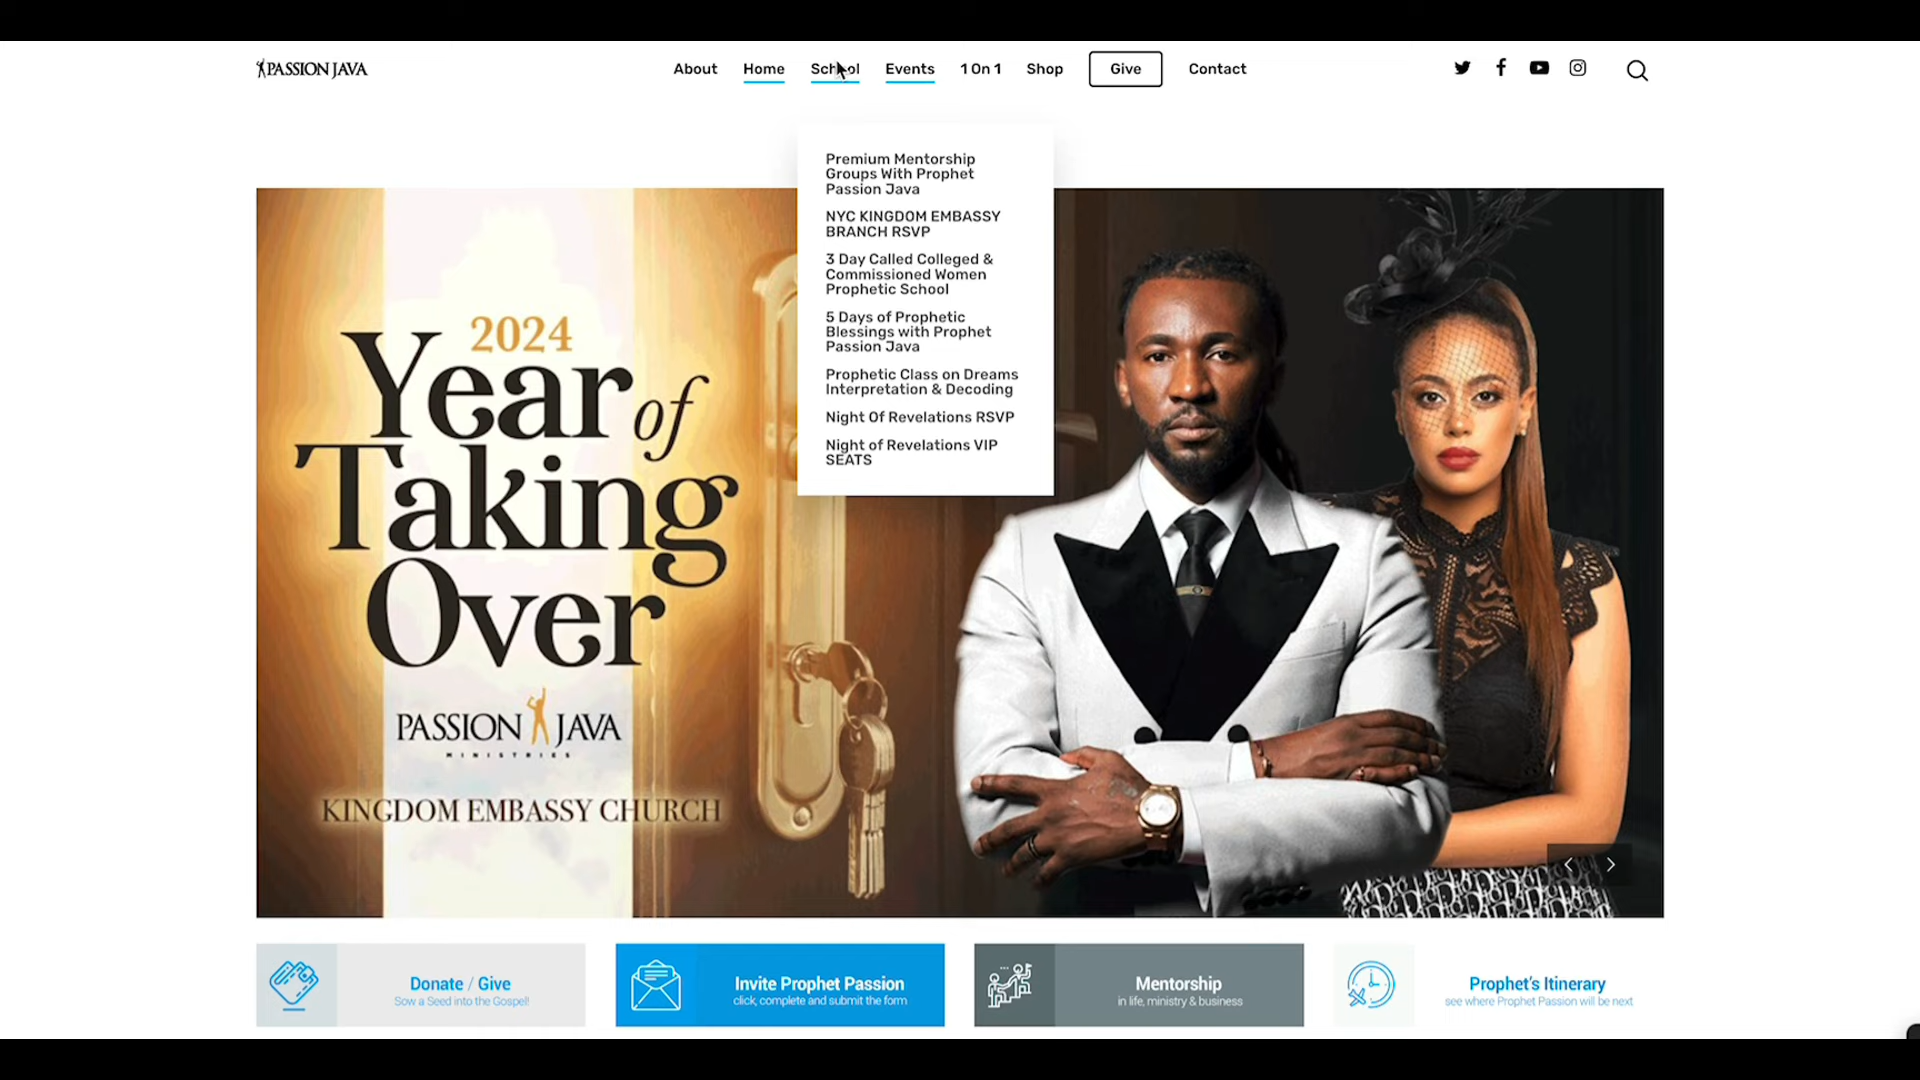 PASSION JAVA
About Home School Events 1 On 1 Shop Give Contact
Premium Mentorship
Groups With Prophet
Passion Java
NYC KINGDOM EMBASSY
BRANCH RSVP
3 Day Called Colleged &
Commissioned Women
Prophetic School
5 Days of Prophetic
Blessings with Prophet
Passion Java
Prophetic Class on Dreams
Interpretation & Decoding
Night Of Revelations RSVP
Night of Revelations VIP
SEATS
2024
Year of
Taking
Over
PASSION JAVA
MINISTRIES
KINGDOM EMBASSY CHURCH
Donate / Give
Sow a Seed into the Gospel!
Invite Prophet Passion
click, complete and submit the form
Mentorship
in life, ministry & business
Prophet's Itinerary
see where Prophet Passion will be next